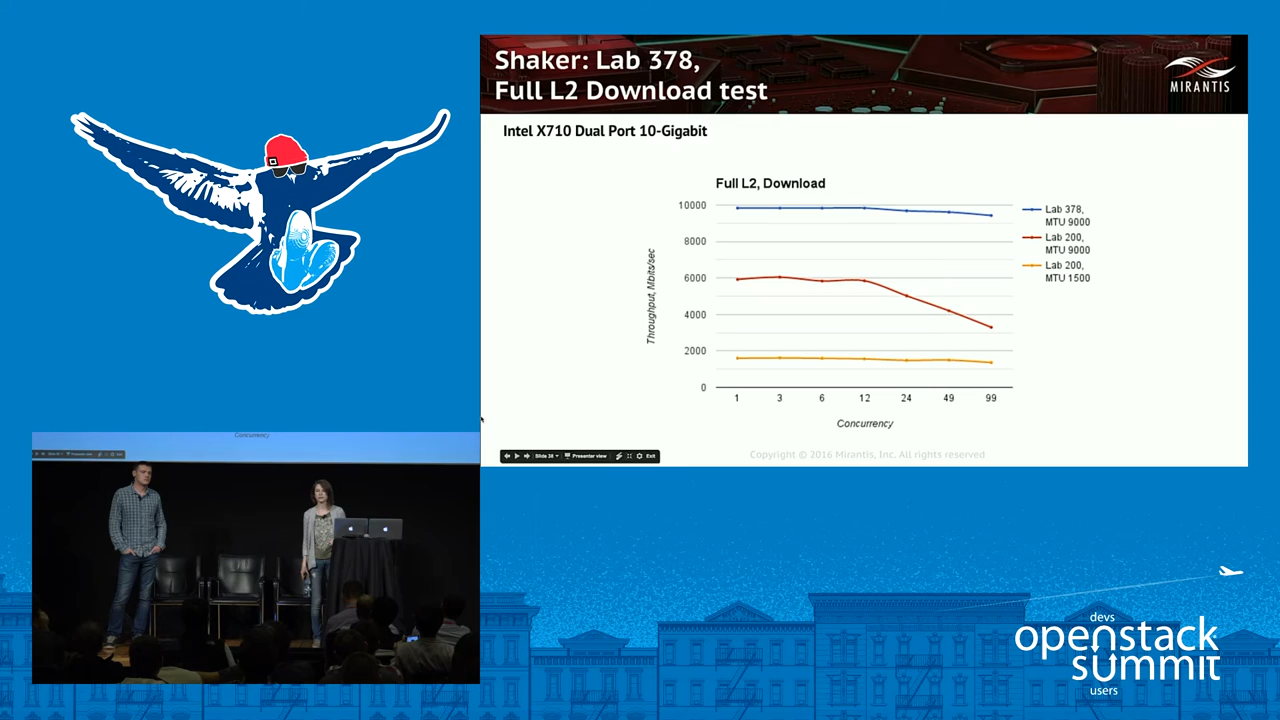 Shaker: Lab 378,
Full L2 Download test
MIRANTIS
Intel X710 Dual Port 10-Gigabit
Full L2, Download
10000
8000
6000
4000
2000
0
Throughput, Mbits/sec
1 3 6 12 24 49 99
Concurrency
Lab 378,
MTU 9000
Lab 200,
MTU 9000
Lab 200,
MTU 1500
Slide 38
Presenter view
Exit
Copyright © 2016 Mirantis, Inc. All rights reserved
Concurrency
devs
openstack
summit
users